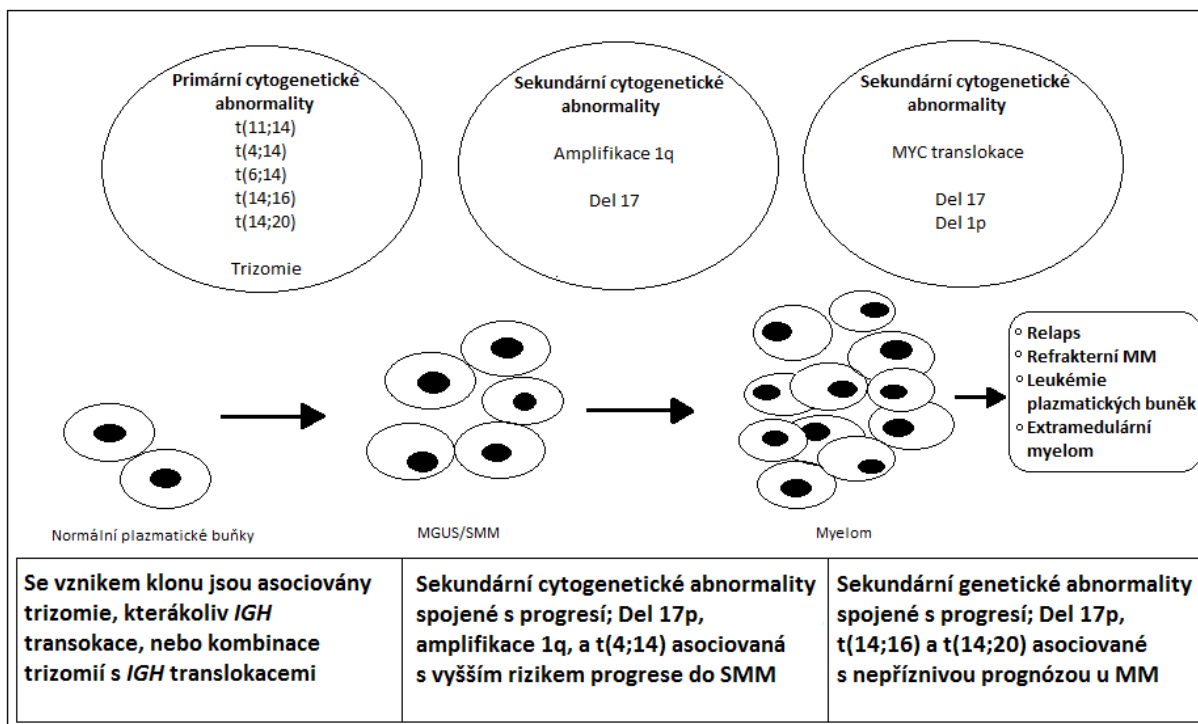 Primární cytogenetické
abnormality
t(11;14)
t(4;14)
t(6;14)
t(14;16)
t(14;20)
Trizomie
Sekundární cytogenetické
abnormality
Amplifikace 1q
Del 17
Sekundární cytogenetické
abnormality
MYC translokace
Del 17
Del 1p
Relaps
Refrakterní MM
Leukémie
plazmatických buněk
Extramedulární
myelom
Normální plazmatické buňky
MGUS/SMM
Myelom
Se vznikem klonu jsou asociovány
trizomie, kterákoliv IGH
transokace, nebo kombinace
trizomií s IGH translokacemi
Sekundární cytogenetické abnormality
spojené s progresí; Del 17p,
amplifikace 1q, a t(4;14) asociovaná
s vyšším rizikem progrese do SMM
Sekundární genetické abnormality
spojené s progresí; Del 17p,
t(14;16) a t(14;20) asociované
s nepříznivou prognózou u MM